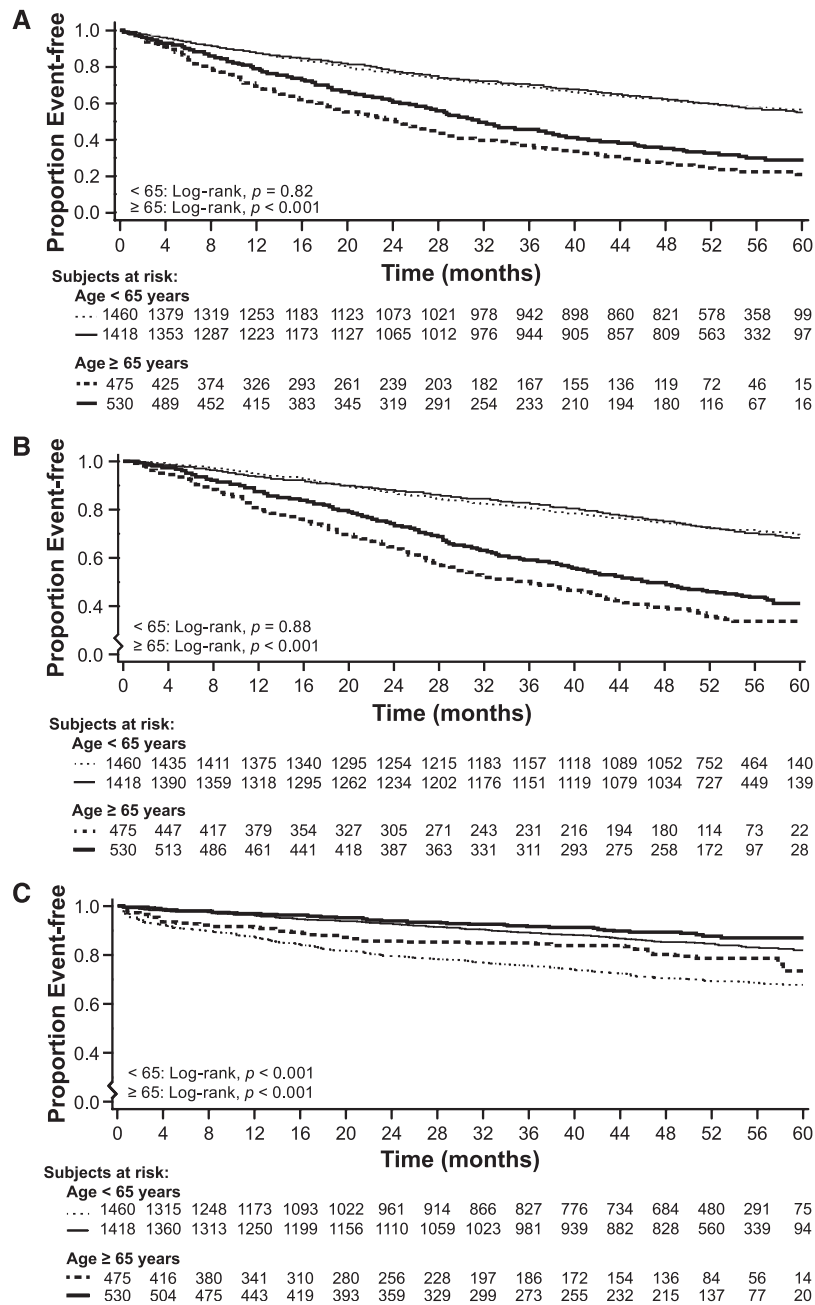 A
Proportion Event-free
1.0
0.8
0.6
0.4
0.2
0.0
< 65: Log-rank, p = 0.82
≥ 65: Log-rank, p < 0.001
0 4 8 12 16 20 24 28 32 36 40 44 48 52 56 60
Time (months)
Subjects at risk:
Age < 65 years
1460 1379 1319 1253 1183 1123 1073 1021 978 942 898 860 821 578 358 99
1418 1353 1287 1223 1173 1127 1065 1012 976 944 905 857 809 563 332 97
Age ≥ 65 years
475 425 374 326 293 261 239 203 182 167 155 136 119 72 46 15
530 489 452 415 383 345 319 291 254 233 210 194 180 116 67 16
B
Proportion Event-free
1.0
0.8
0.6
0.4
0.0
< 65: Log-rank, p = 0.88
≥ 65: Log-rank, p < 0.001
0 4 8 12 16 20 24 28 32 36 40 44 48 52 56 60
Time (months)
Subjects at risk:
Age < 65 years
1460 1435 1411 1375 1340 1295 1254 1215 1183 1157 1118 1089 1052 752 464 140
1418 1390 1359 1318 1295 1262 1234 1202 1176 1151 1119 1079 1034 727 449 139
Age ≥ 65 years
475 447 417 379 354 327 305 271 243 231 216 194 180 114 73 22
530 513 486 461 441 418 387 363 331 311 293 275 258 172 97 28
C
Proportion Event-free
1.0
0.8
0.6
0.4
0.0
< 65: Log-rank, p < 0.001
≥ 65: Log-rank, p < 0.001
0 4 8 12 16 20 24 28 32 36 40 44 48 52 56 60
Time (months)
Subjects at risk:
Age < 65 years
1460 1315 1248 1173 1093 1022 961 914 866 827 776 734 684 480 291 75
1418 1360 1313 1250 1199 1156 1110 1059 1023 981 939 882 828 560 339 94
Age ≥ 65 years
475 416 380 341 310 280 256 228 197 186 172 154 136 84 56 14
530 504 475 443 419 393 359 329 299 273 255 232 215 137 77 20